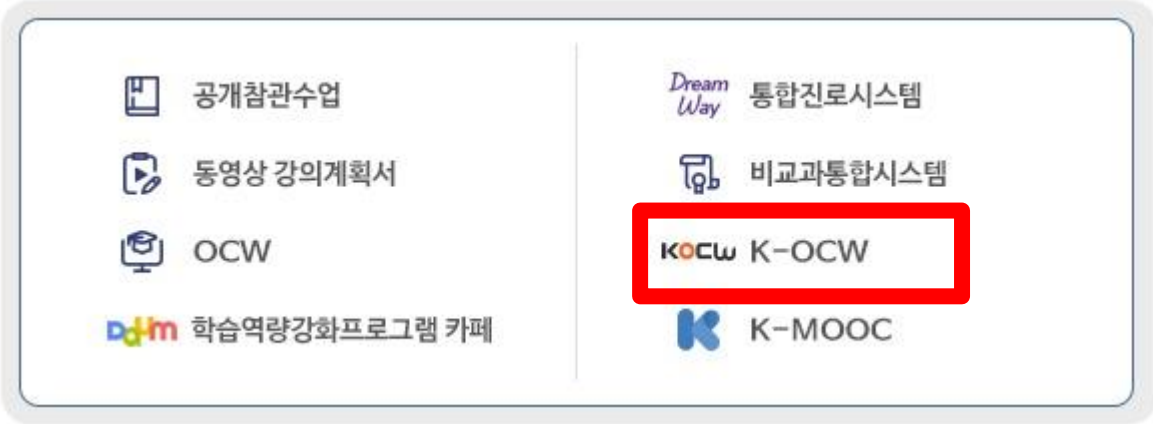 공개참관수업
동영상 강의계획서
OCW
DdUm 학습역량강화프로그램 카페
Dream Way 통합진로시스템
비교과통합시스템
KOCW K-OCW
K-MOOC